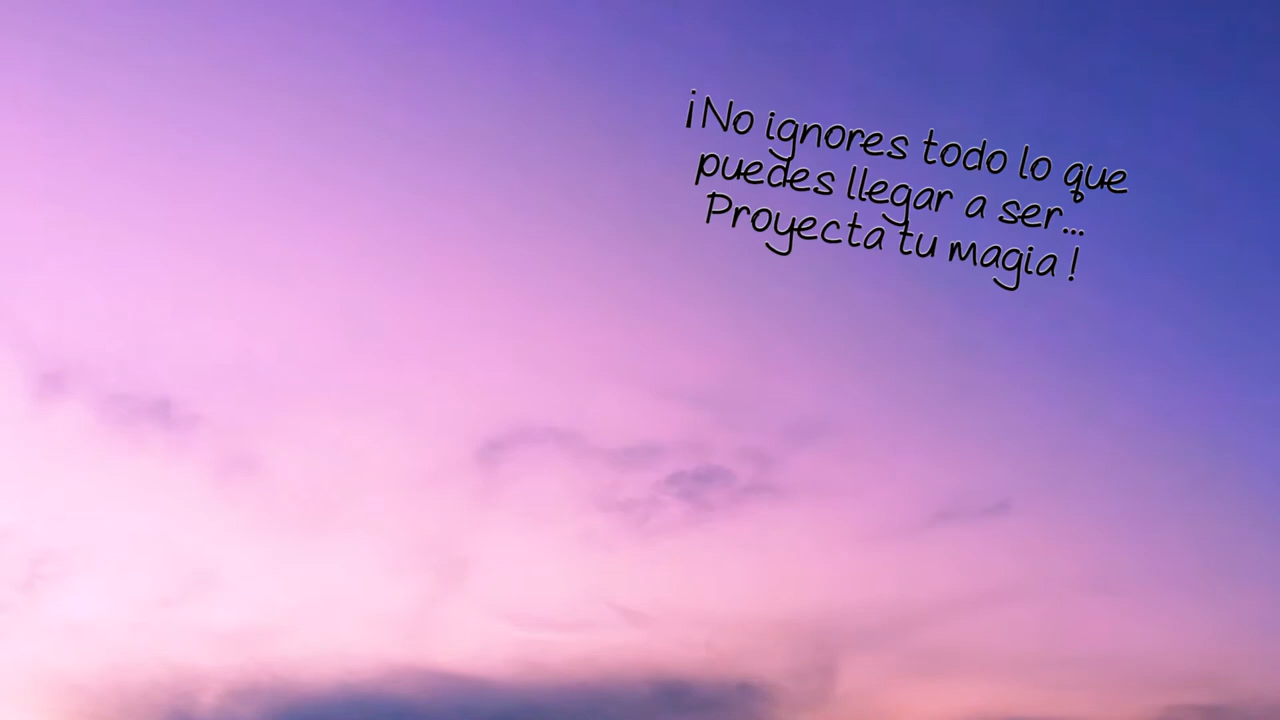 ¡No ignores todo lo que
puedes llegar a ser...
Proyecta tu magia !